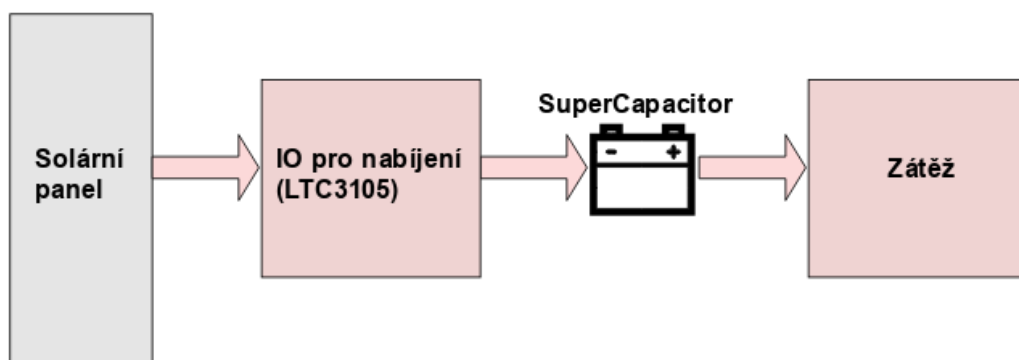 Solární
panel
IO pro nabíjení
(LTC3105)
SuperCapacitor
- +
Zátěž